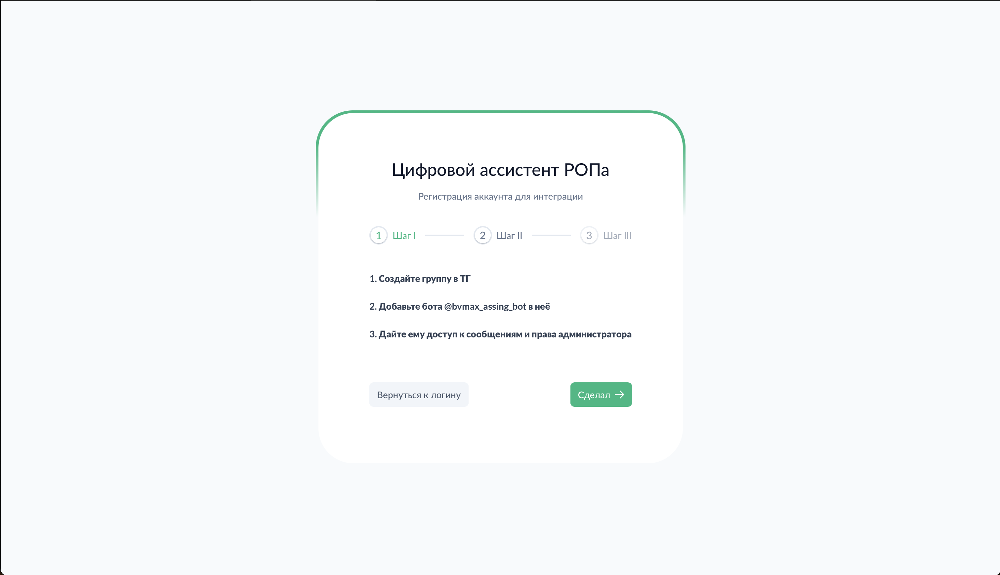 Цифровой ассистент РОПа
Регистрация аккаунта для интеграции
1 Шаг I 2 Шаг II 3 Шаг III
1. Создайте группу в ТГ
2. Добавьте бота @bvmax_assing_bot в неё
3. Дайте ему доступ к сообщениям и права администратора
Вернуться к логину Сделал →